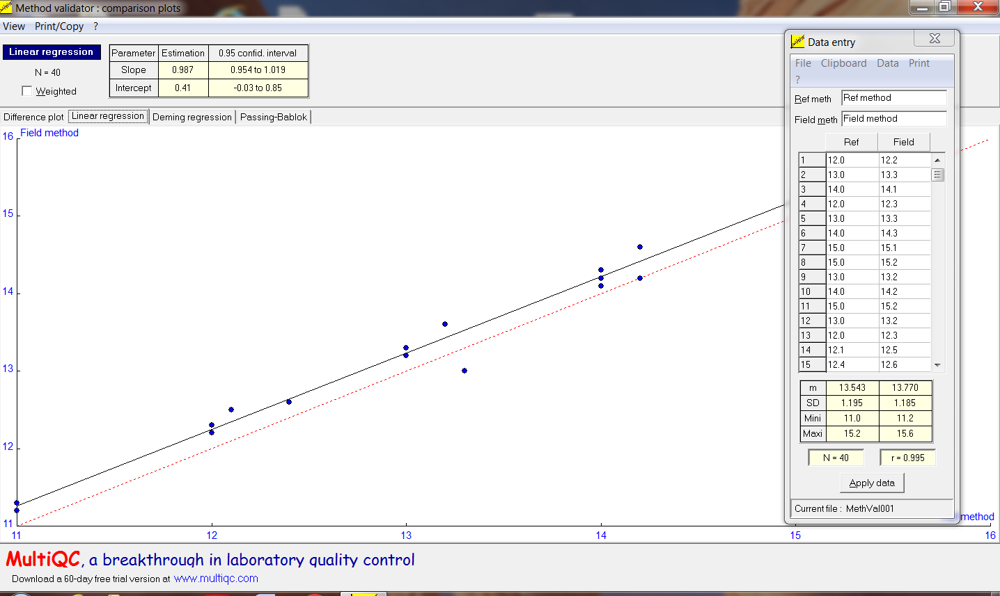 Method validator : comparison plots
View Print/Copy ?
Linear regression
N = 40
Weighted
Parameter Estimation 0.95 confid. interval
Slope 0.987 0.954 to 1.019
Intercept 0.41 -0.03 to 0.85
Difference plot Linear regression Deming regression Passing-Bablok
Field method
16
15
14
13
12
11
11 12 13 14 15 16
method
Data entry
File Clipboard Data Print
?
Ref meth Ref method
Field meth Field method
Ref Field
1 12.0 12.2
2 13.0 13.3
3 14.0 14.1
4 12.0 12.3
5 13.0 13.3
6 14.0 14.3
7 15.0 15.1
8 15.0 15.2
9 13.0 13.2
10 14.0 14.2
11 15.0 15.2
12 13.0 13.2
13 12.0 12.3
14 12.1 12.5
15 12.4 12.6
m 13.543 13.770
SD 1.195 1.185
Mini 11.0 11.2
Maxi 15.2 15.6
N = 40 r = 0.995
Apply data
Current file : MethVal001
MultiQC, a breakthrough in laboratory quality control
Download a 60-day free trial version at www.multiqc.com